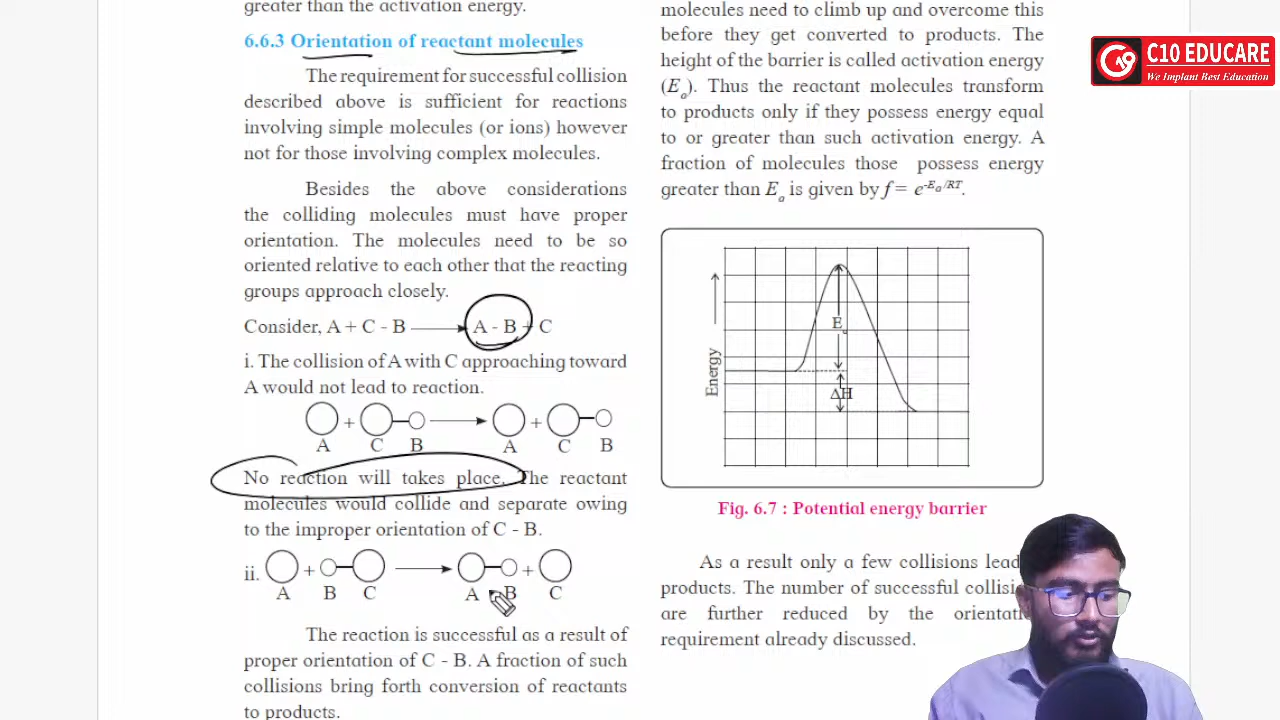 greater than the activation energy.
6.6.3 Orientation of reactant molecules
The requirement for successful collision
described above is sufficient for reactions
involving simple molecules (or ions) however
not for those involving complex molecules.
Besides the above considerations
the colliding molecules must have proper
orientation. The molecules need to be so
oriented relative to each other that the reacting
groups approach closely.
Consider, A + C - B ⟶ A - B + C
i. The collision of A with C approaching toward
A would not lead to reaction.
+ ⟶ +
A C B A C B
No reaction will takes place. The reactant
molecules would collide and separate owing
to the improper orientation of C - B.
ii. + ⟶ +
A B C A B C
The reaction is successful as a result of
proper orientation of C - B. A fraction of such
collisions bring forth conversion of reactants
to products.
molecules need to climb up and overcome this
before they get converted to products. The
height of the barrier is called activation energy
(Eₐ). Thus the reactant molecules transform
to products only if they possess energy equal
to or greater than such activation energy. A
fraction of molecules those possess energy
greater than Eₐ is given by f = e^-Eₐ/RT.
Energy
Eₐ
ΔH
Fig. 6.7 : Potential energy barrier
As a result only a few collisions lead
products. The number of successful
are further reduced by the
requirement already discussed.
C10 EDUCARE
We Implant Best Education